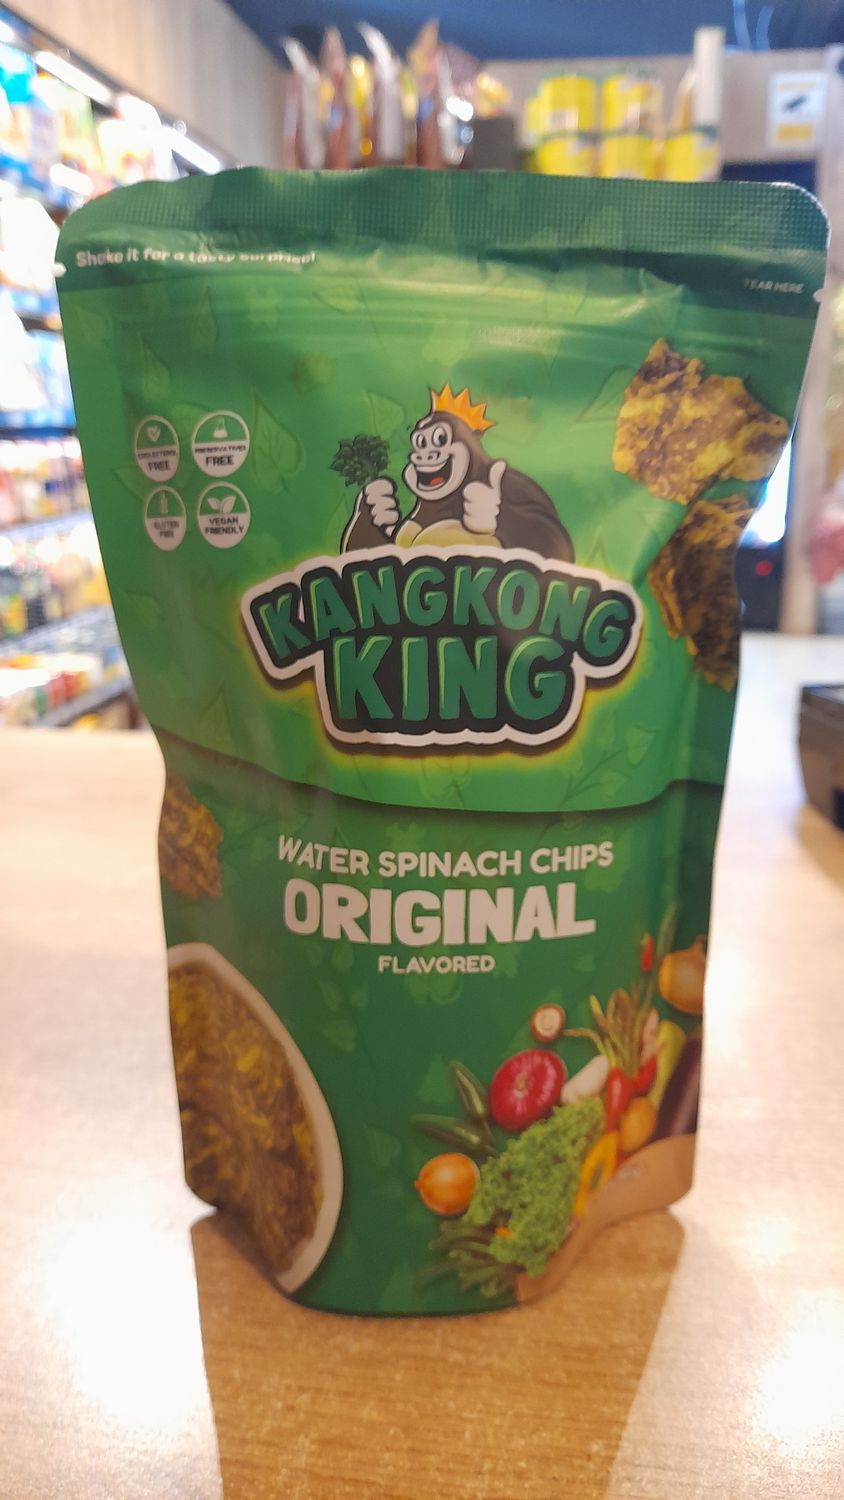 Shake it for a tasty surprise!
TEAR HERE
CHOLESTEROL
FREE
PRESERVATIVES
FREE
GLUTEN
FREE
VEGAN
FRIENDLY
KANGKONG
KING
WATER SPINACH CHIPS
ORIGINAL
FLAVORED